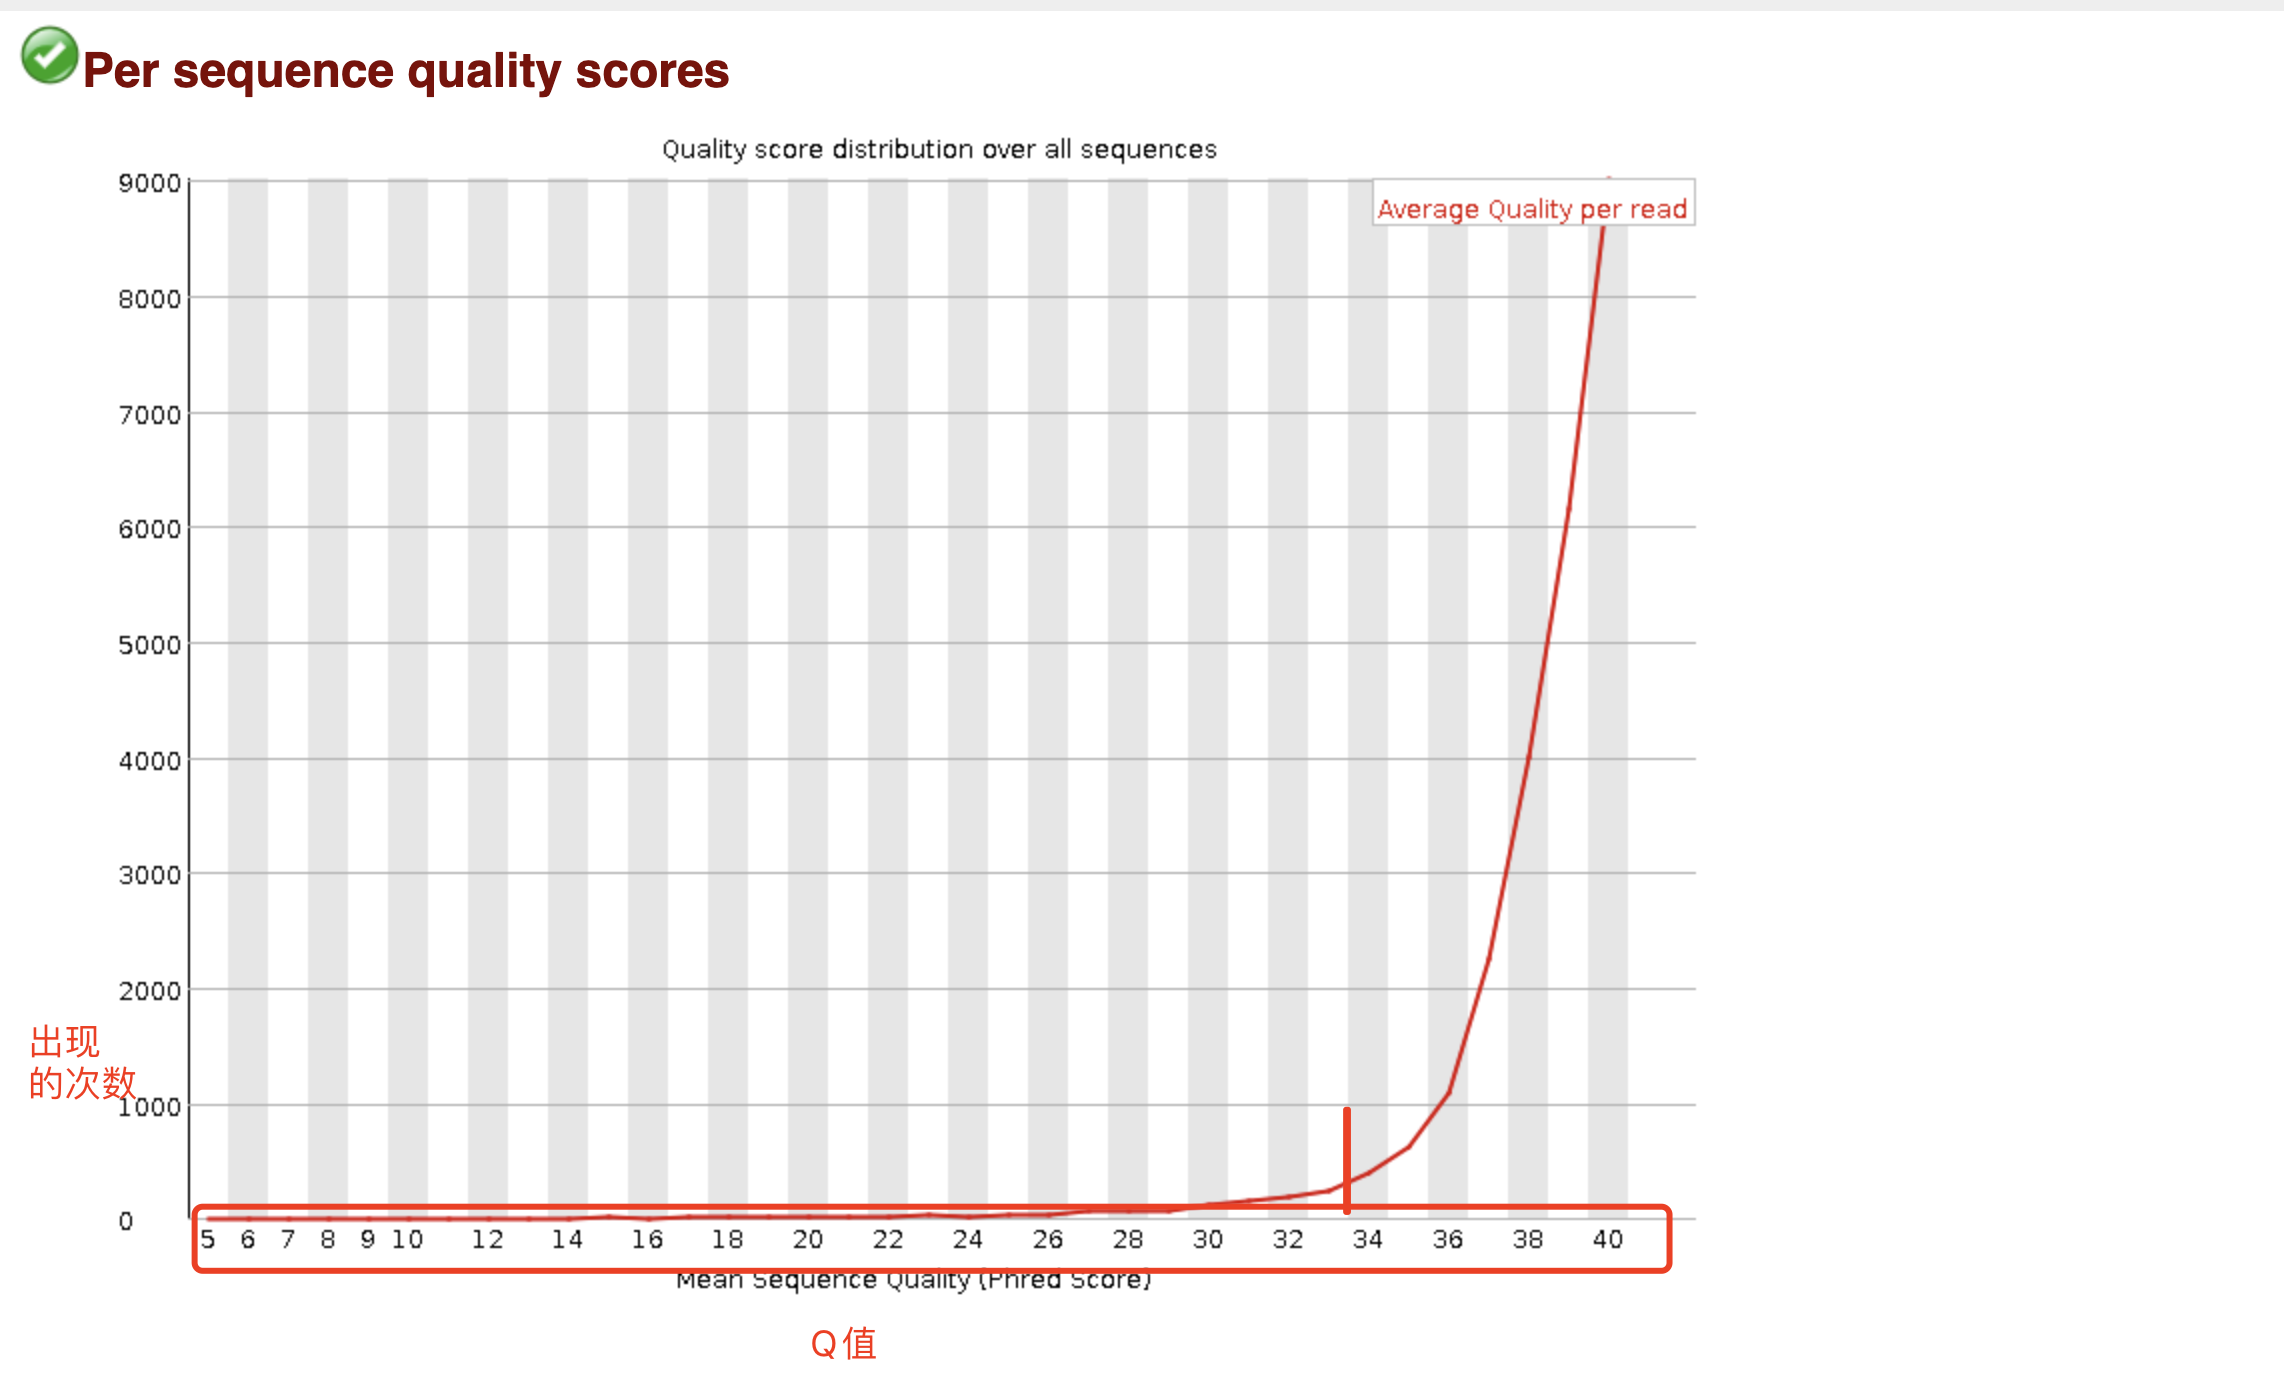 Per sequence quality scores
Quality score distribution over all sequences
Average Quality per read
9000
8000
7000
6000
5000
4000
3000
2000
出现
的次数
1000
0
5 6 7 8 9 10 12 14 16 18 20 22 24 26 28 30 32 34 36 38 40
Mean Sequence Quality (Phred Score)
Q值